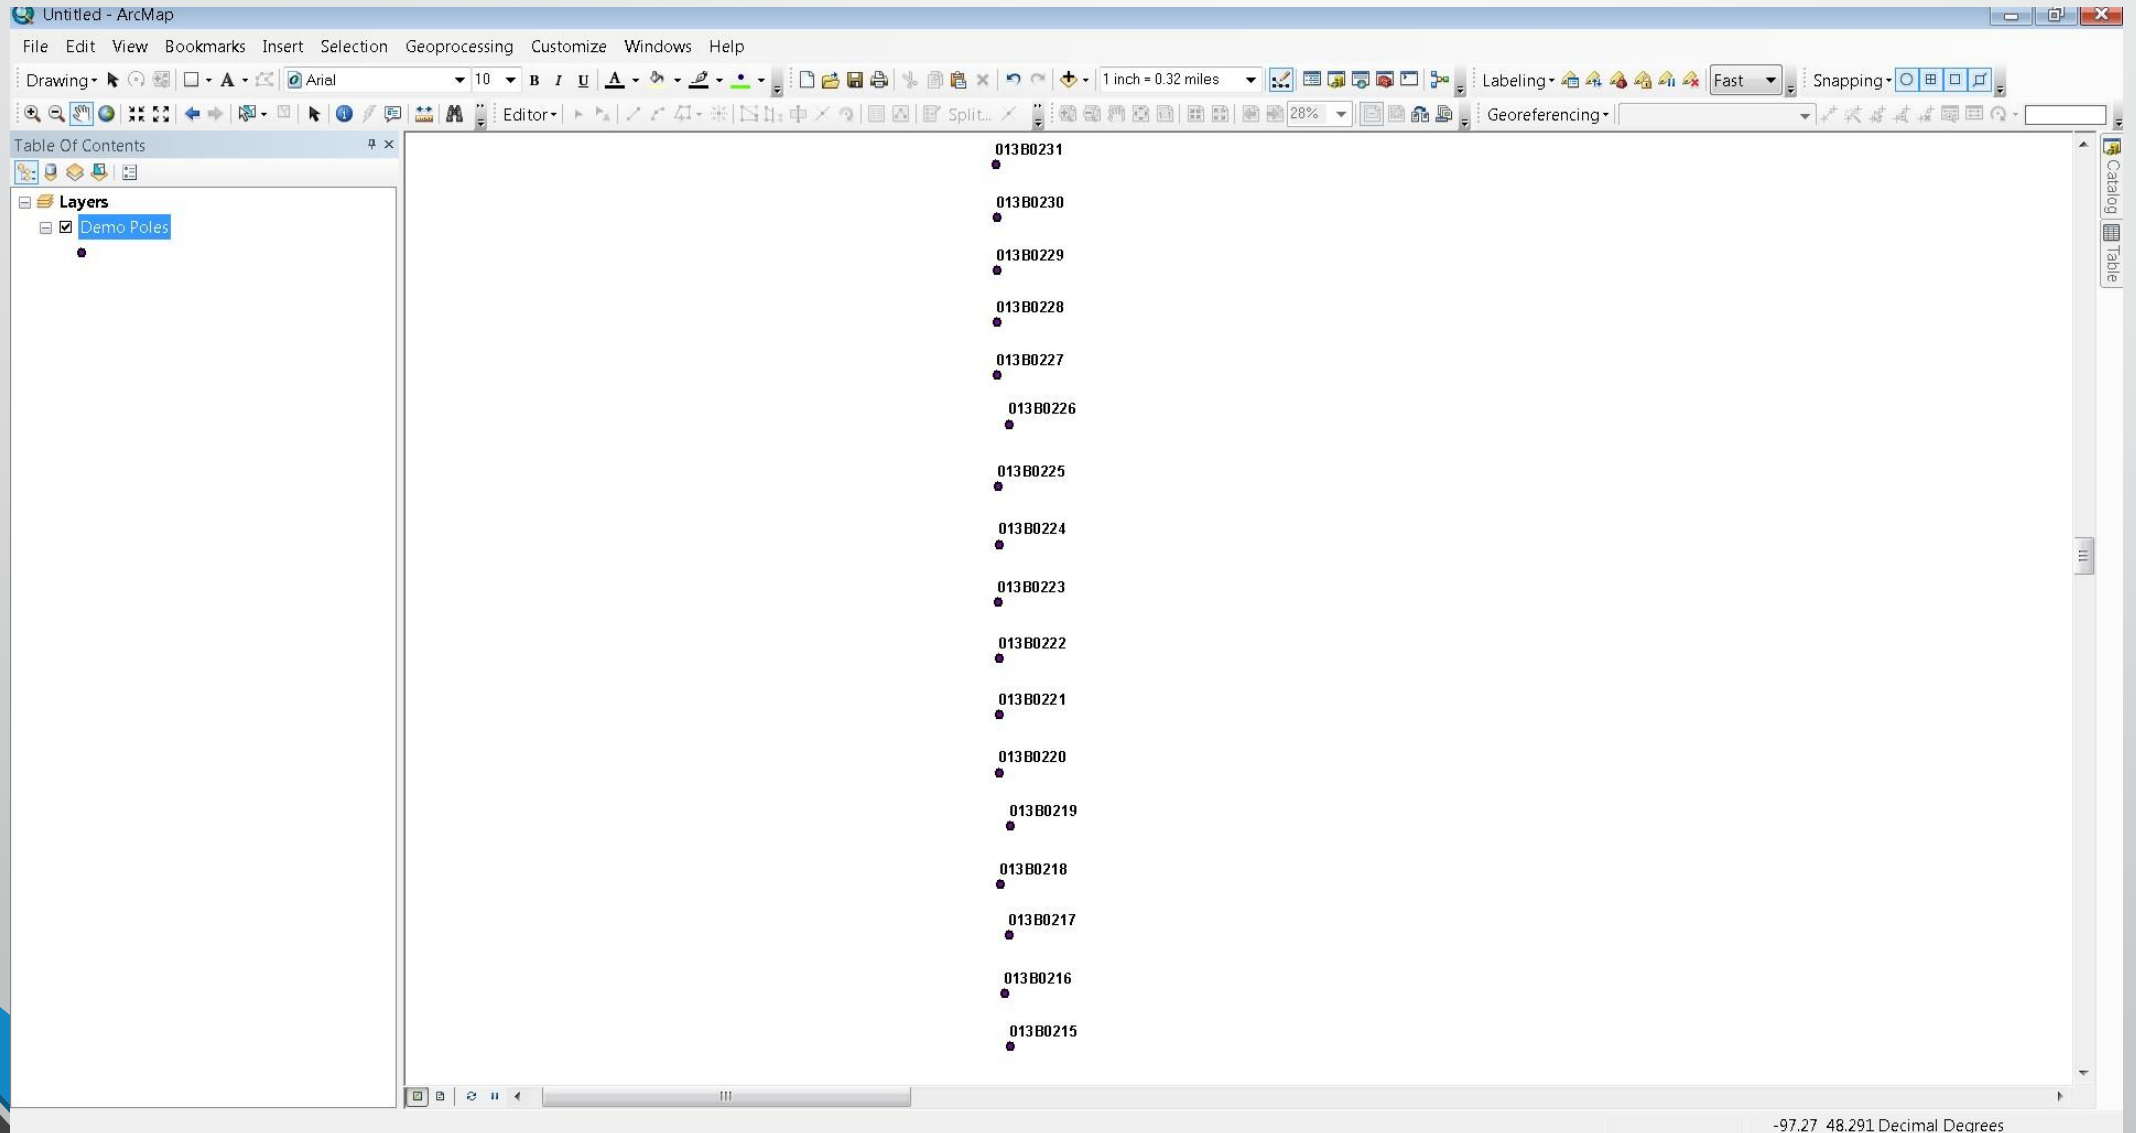 Untitled - ArcMap
File Edit View Bookmarks Insert Selection Geoprocessing Customize Windows Help
Drawing A Arial 10 B I U A 1 inch = 0.32 miles Labeling Fast Snapping
Editor Split... 28% Georeferencing
Table Of Contents
Layers
Demo Poles
013B0231
013B0230
013B0229
013B0228
013B0227
013B0226
013B0225
013B0224
013B0223
013B0222
013B0221
013B0220
013B0219
013B0218
013B0217
013B0216
013B0215
Catalog
Table
-97.27 48.291 Decimal Degrees